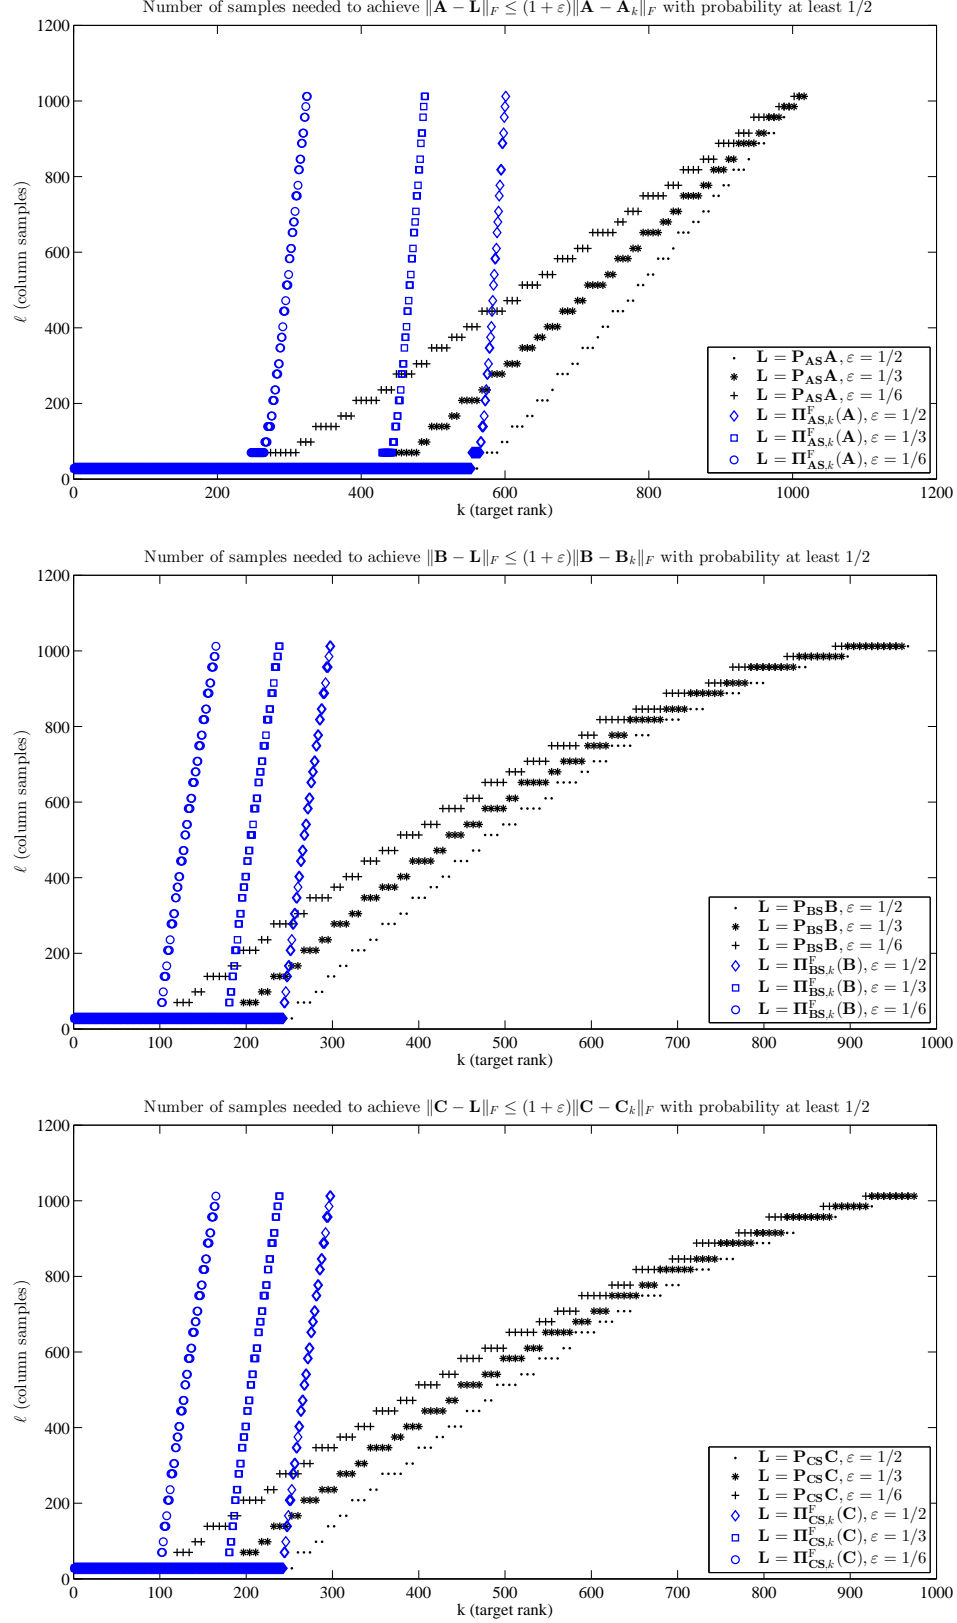 Number of samples needed to achieve ‖A − L‖_F ≤ (1 + ε)‖A − A_k‖_F with probability at least 1/2
1200
1000
800
600
400
200
0
ℓ (column samples)
0 200 400 600 800 1000 1200
k (target rank)
L = P_AS A, ε = 1/2
L = P_AS A, ε = 1/3
L = P_AS A, ε = 1/6
L = Π^F_AS,k(A), ε = 1/2
L = Π^F_AS,k(A), ε = 1/3
L = Π^F_AS,k(A), ε = 1/6
Number of samples needed to achieve ‖B − L‖_F ≤ (1 + ε)‖B − B_k‖_F with probability at least 1/2
1200
1000
800
600
400
200
0
ℓ (column samples)
0 100 200 300 400 500 600 700 800 900 1000
k (target rank)
L = P_BS B, ε = 1/2
L = P_BS B, ε = 1/3
L = P_BS B, ε = 1/6
L = Π^F_BS,k(B), ε = 1/2
L = Π^F_BS,k(B), ε = 1/3
L = Π^F_BS,k(B), ε = 1/6
Number of samples needed to achieve ‖C − L‖_F ≤ (1 + ε)‖C − C_k‖_F with probability at least 1/2
1200
1000
800
600
400
200
0
ℓ (column samples)
0 100 200 300 400 500 600 700 800 900 1000
k (target rank)
L = P_CS C, ε = 1/2
L = P_CS C, ε = 1/3
L = P_CS C, ε = 1/6
L = Π^F_CS,k(C), ε = 1/2
L = Π^F_CS,k(C), ε = 1/3
L = Π^F_CS,k(C), ε = 1/6